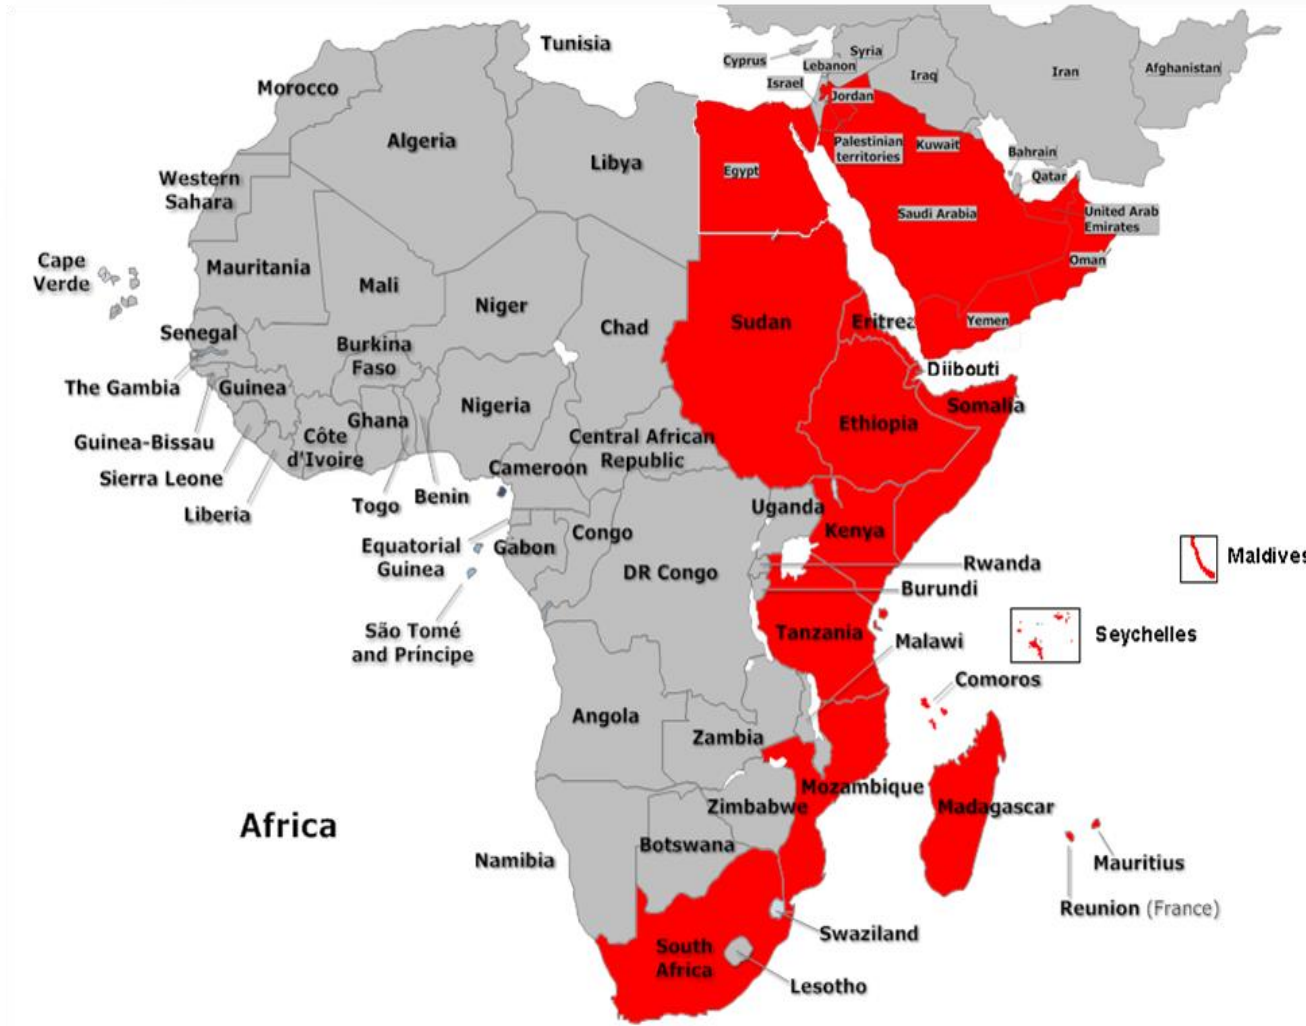 Tunisia
Morocco
Algeria
Libya
Western
Sahara
Cape
Verde
Mauritania
Mali
Niger
Chad
Senegal
Burkina
Faso
The Gambia
Guinea
Nigeria
Ghana
Guinea-Bissau
Côte
d'Ivoire
Sierra Leone
Liberia
Togo
Benin
Cameroon
Central African
Republic
Equatorial
Guinea
Gabon
Congo
DR Congo
São Tomé
and Príncipe
Angola
Zambia
Namibia
Botswana
Zimbabwe
Africa
Cyprus
Syria
Lebanon
Israel
Jordan
Iraq
Iran
Afghanistan
Palestinian
territories
Kuwait
Bahrain
Qatar
Egypt
Saudi Arabia
United Arab
Emirates
Oman
Yemen
Sudan
Eritrea
Diibouti
Somalia
Ethiopia
Uganda
Kenya
Rwanda
Burundi
Tanzania
Malawi
Maldives
Seychelles
Comoros
Mozambique
Madagascar
Mauritius
Reunion (France)
Swaziland
South
Africa
Lesotho